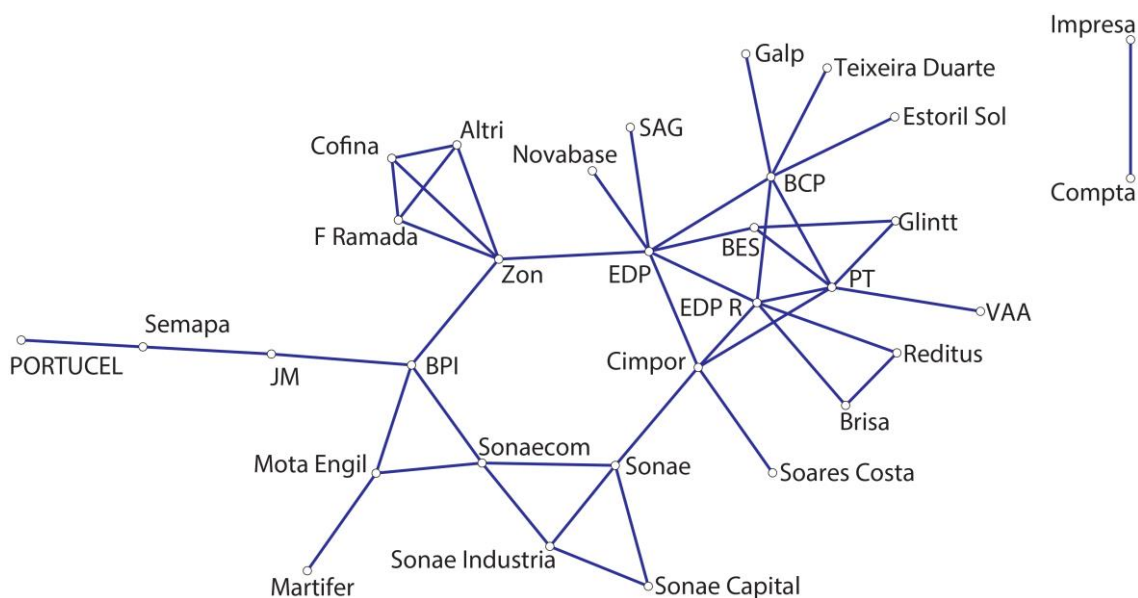 Impresa
Galp
Teixeira Duarte
Estoril Sol
SAG
Altri
Cofina
Novabase
BCP
Compta
Glintt
F Ramada
BES
Zon
EDP
PT
EDP R
VAA
Semapa
PORTUCEL
JM
BPI
Cimpor
Reditus
Brisa
Sonaecom
Mota Engil
Sonae
Soares Costa
Sonae Industria
Martifer
Sonae Capital